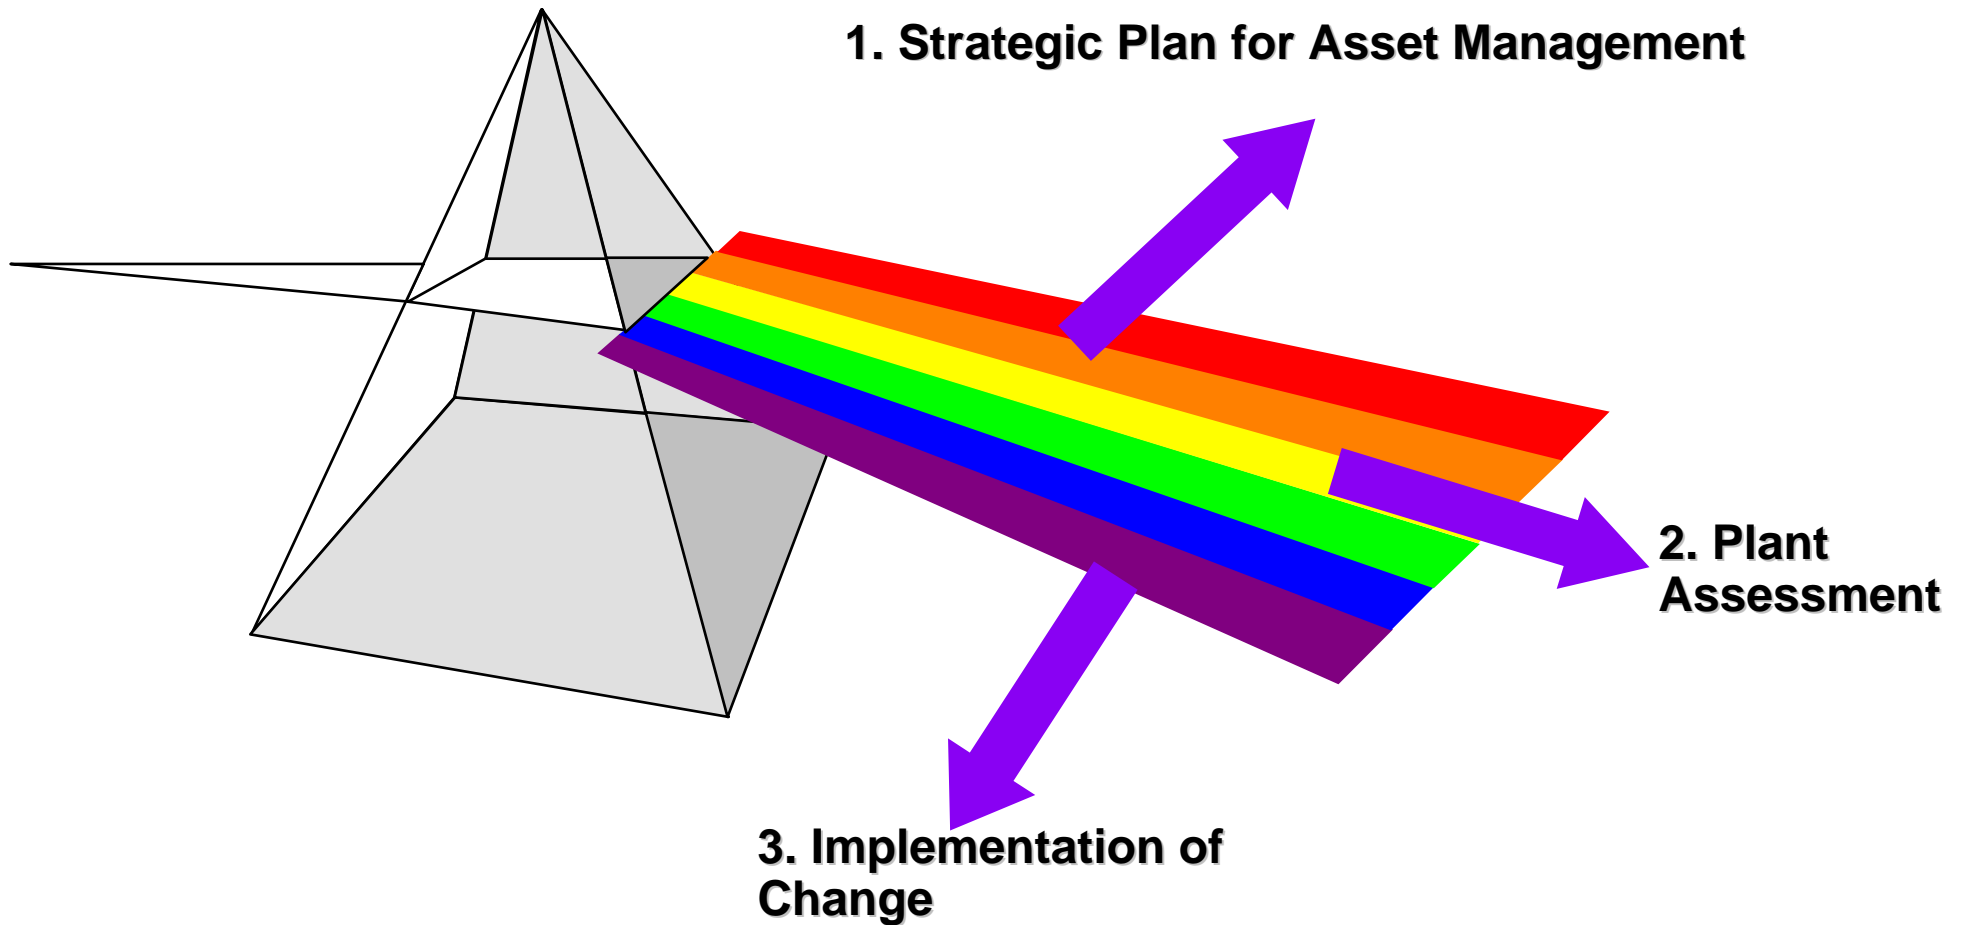 1. Strategic Plan for Asset Management
2. Plant
Assessment
3. Implementation of
Change